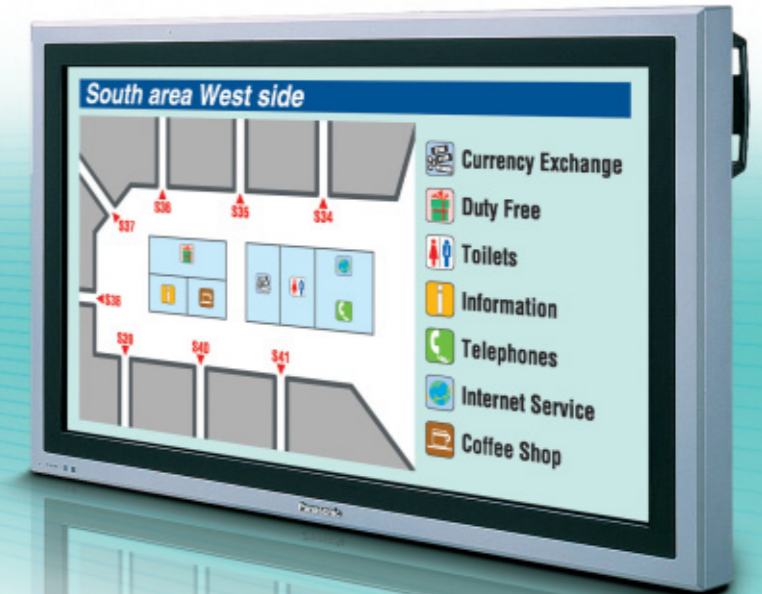 South area West side
S36
S35
S34
S37
S38
S39
S40
S41
Currency Exchange
Duty Free
Toilets
Information
Telephones
Internet Service
Coffee Shop
Panasonic